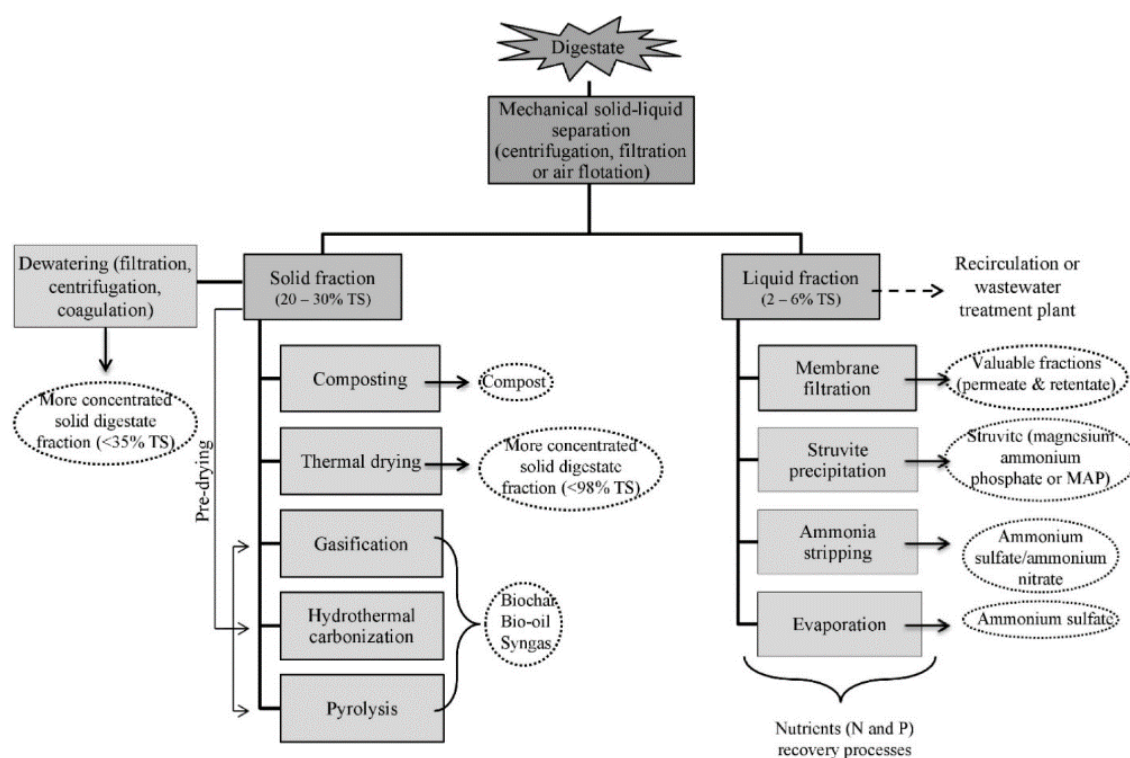 Digestate
Mechanical solid-liquid
separation
(centrifugation, filtration
or air flotation)
Dewatering (filtration,
centrifugation,
coagulation)
More concentrated
solid digestate
fraction (<35% TS)
Solid fraction
(20 – 30% TS)
Pre-drying
Composting
Compost
Thermal drying
More concentrated
solid digestate
fraction (<98% TS)
Gasification
Hydrothermal
carbonization
Pyrolysis
Biochar
Bio-oil
Syngas
Liquid fraction
(2 – 6% TS)
Recirculation or
wastewater
treatment plant
Membrane
filtration
Valuable fractions
(permeate & retentate)
Struvite
precipitation
Struvite (magnesium
ammonium
phosphate or MAP)
Ammonia
stripping
Ammonium
sulfate/ammonium
nitrate
Evaporation
Ammonium sulfate
Nutrients (N and P)
recovery processes